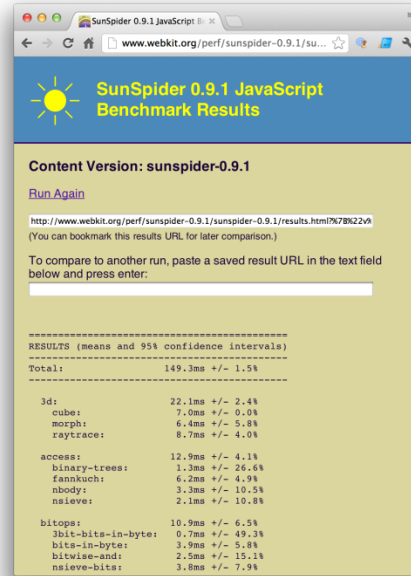 SunSpider 0.9.1 JavaScript Be
www.webkit.org/perf/sunspider-0.9.1/su...
SunSpider 0.9.1 JavaScript
Benchmark Results
Content Version: sunspider-0.9.1
Run Again
http://www.webkit.org/perf/sunspider-0.9.1/sunspider-0.9.1/results.html?%7B%22v%
(You can bookmark this results URL for later comparison.)
To compare to another run, paste a saved result URL in the text field
below and press enter:
============================================
RESULTS (means and 95% confidence intervals)
--------------------------------------------
Total: 149.3ms +/- 1.5%
--------------------------------------------
3d: 22.1ms +/- 2.4%
cube: 7.0ms +/- 0.0%
morph: 6.4ms +/- 5.8%
raytrace: 8.7ms +/- 4.0%
access: 12.9ms +/- 4.1%
binary-trees: 1.3ms +/- 26.6%
fannkuch: 6.2ms +/- 4.9%
nbody: 3.3ms +/- 10.5%
nsieve: 2.1ms +/- 10.8%
bitops: 10.9ms +/- 6.5%
3bit-bits-in-byte: 0.7ms +/- 49.3%
bits-in-byte: 3.9ms +/- 5.8%
bitwise-and: 2.5ms +/- 15.1%
nsieve-bits: 3.8ms +/- 7.9%